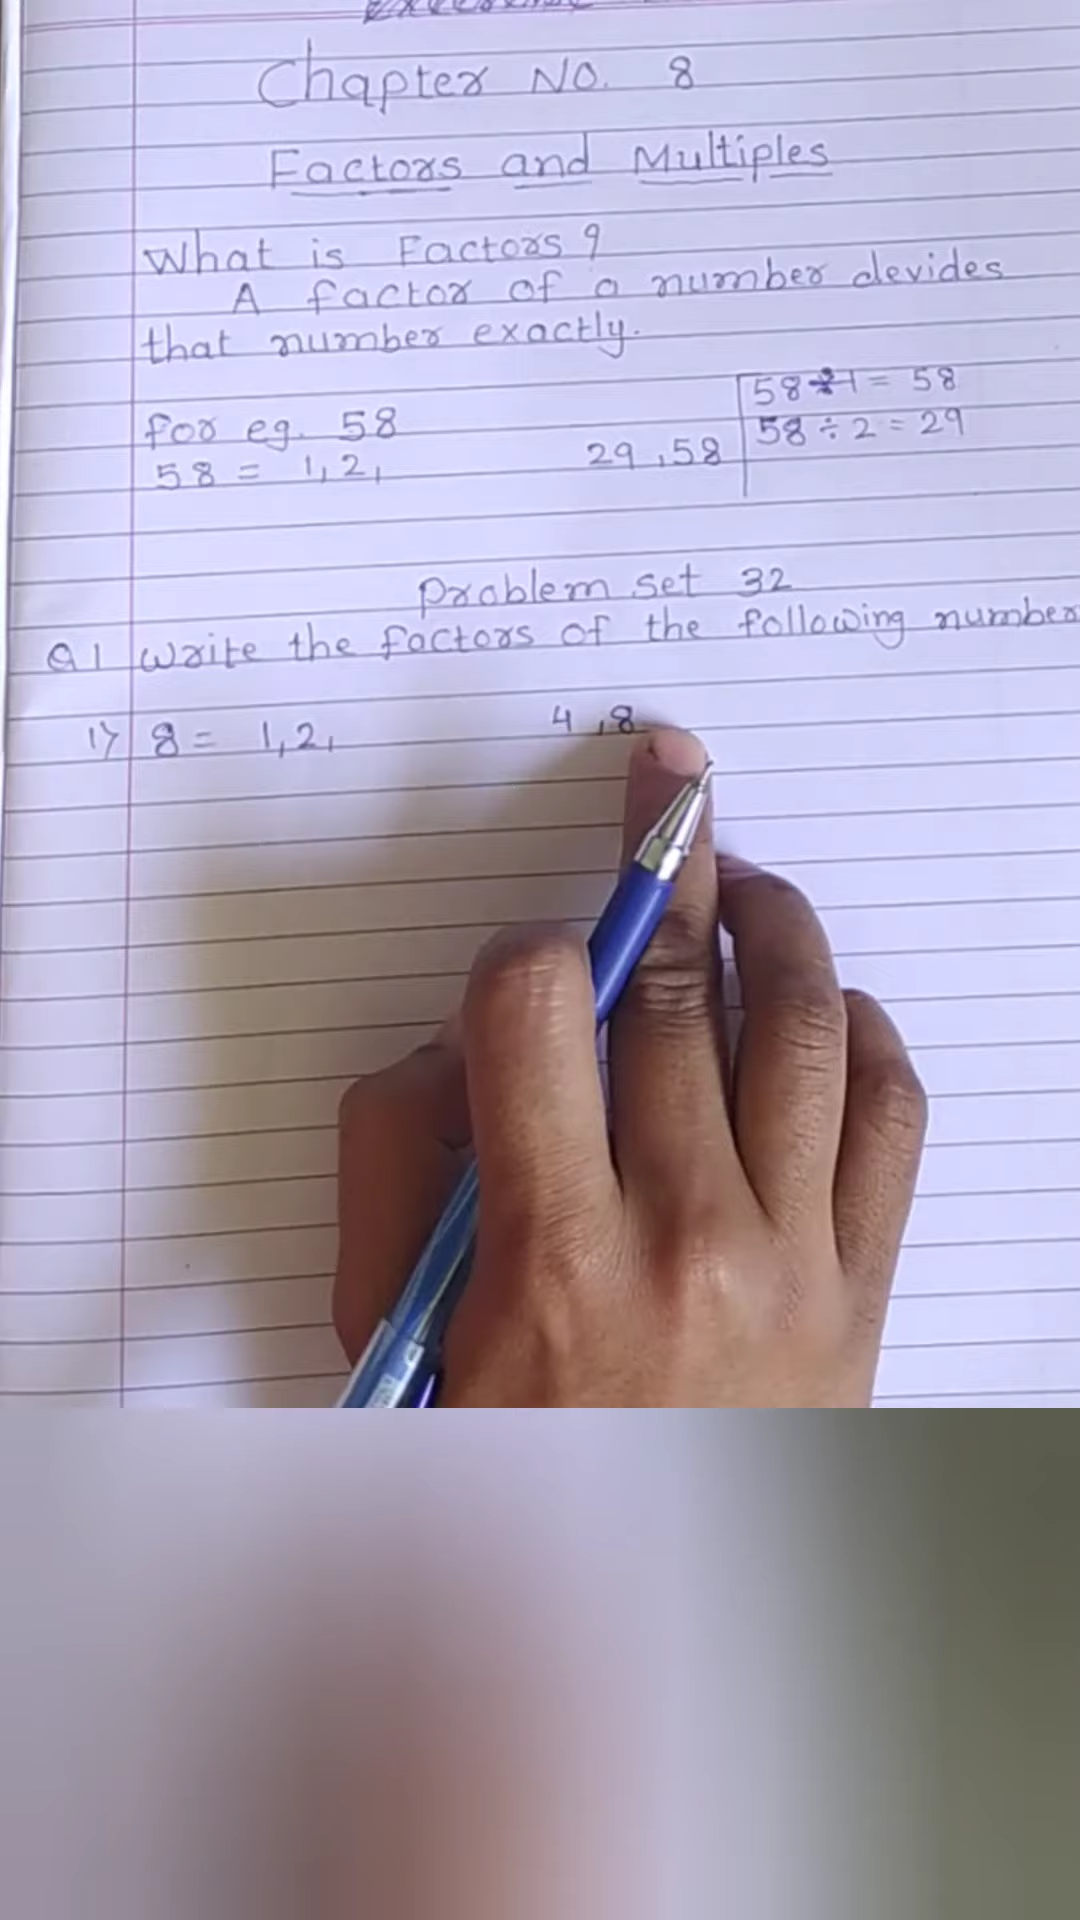 Chapter No. 8
Factors and Multiples
What is Factors?
A factor of a number devides
that number exactly.
58 ÷ 1 = 58
for eg. 58
58 ÷ 2 = 29
58 = 1, 2, 29, 58
Problem set 32
Q1 Write the factors of the following number
1) 8 = 1, 2, 4, 8